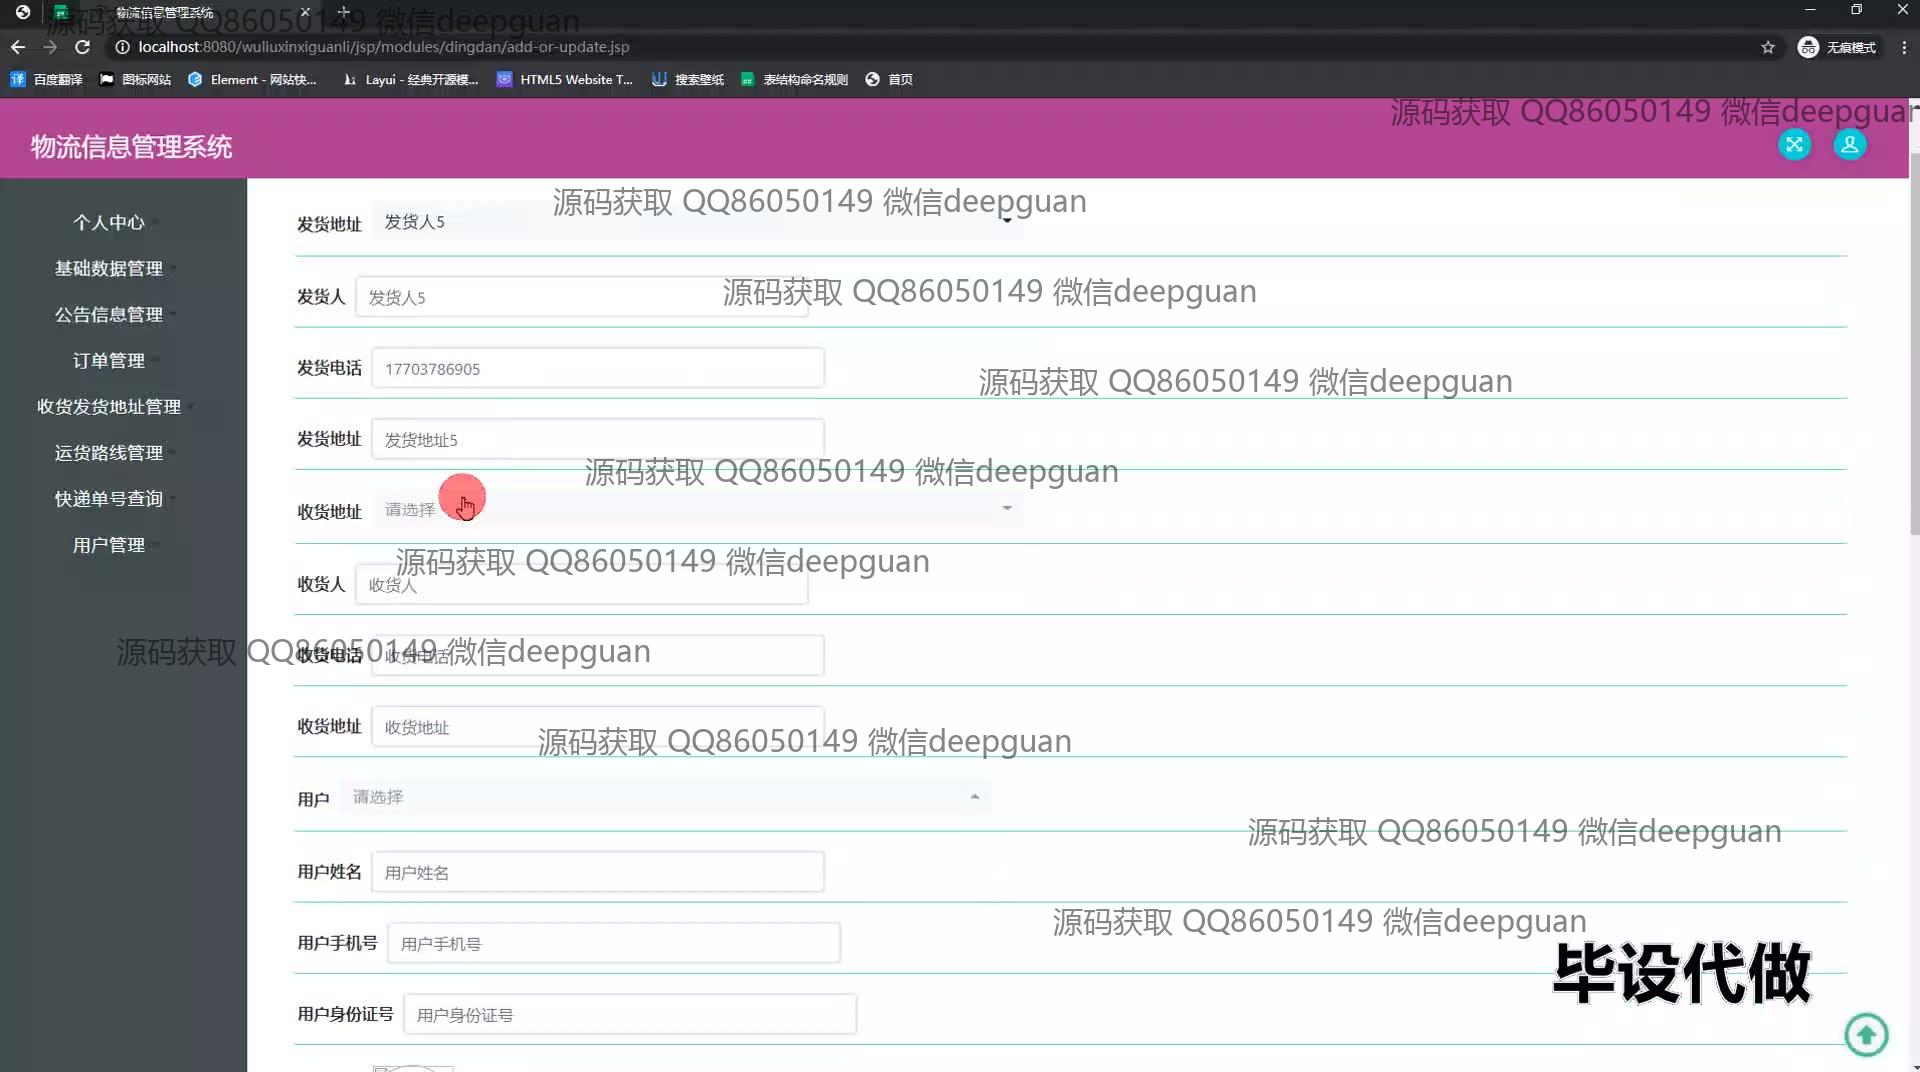 物流信息管理系统
源码获取 QQ86050149 微信deepguan
localhost:8080/wuliuxinxiguanli/jsp/modules/dingdan/add-or-update.jsp
无痕模式
百度翻译
图标网站
Element - 网站快...
Layui - 经典开源模...
HTML5 Website T...
搜索壁纸
表结构命名规则
首页
源码获取 QQ86050149 微信deepguan
物流信息管理系统
个人中心
基础数据管理
公告信息管理
订单管理
收货发货地址管理
运货路线管理
快递单号查询
用户管理
源码获取 QQ86050149 微信deepguan
发货地址 发货人5
发货人 发货人5
源码获取 QQ86050149 微信deepguan
发货电话 17703786905
源码获取 QQ86050149 微信deepguan
发货地址 发货地址5
源码获取 QQ86050149 微信deepguan
收货地址 请选择
源码获取 QQ86050149 微信deepguan
收货人 收货人
源码获取 QQ86050149 微信deepguan
收货电话 收货电话
收货地址 收货地址
源码获取 QQ86050149 微信deepguan
用户 请选择
源码获取 QQ86050149 微信deepguan
用户姓名 用户姓名
源码获取 QQ86050149 微信deepguan
用户手机号 用户手机号
毕设代做
用户身份证号 用户身份证号